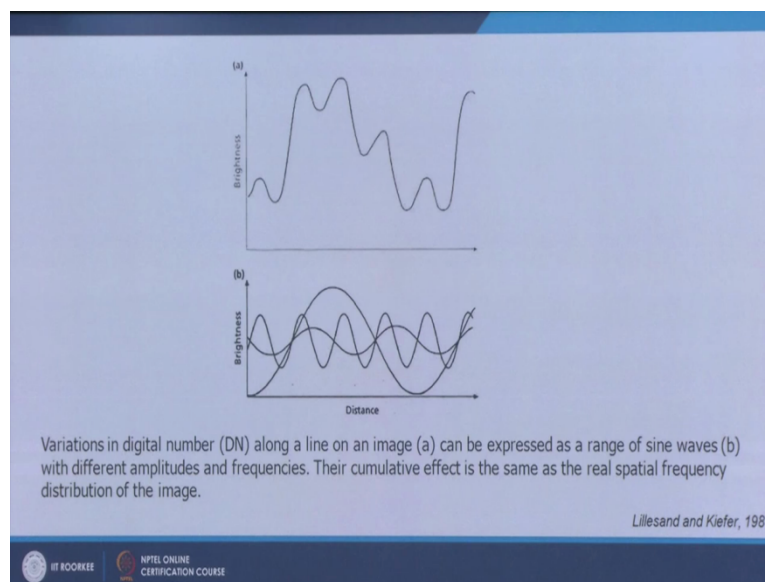 (a)
Brightness
(b)
Brightness
Distance
Variations in digital number (DN) along a line on an image (a) can be expressed as a range of sine waves (b)
with different amplitudes and frequencies. Their cumulative effect is the same as the real spatial frequency
distribution of the image.
Lillesand and Kiefer, 198
IIT ROORKEE
NPTEL ONLINE
CERTIFICATION COURSE